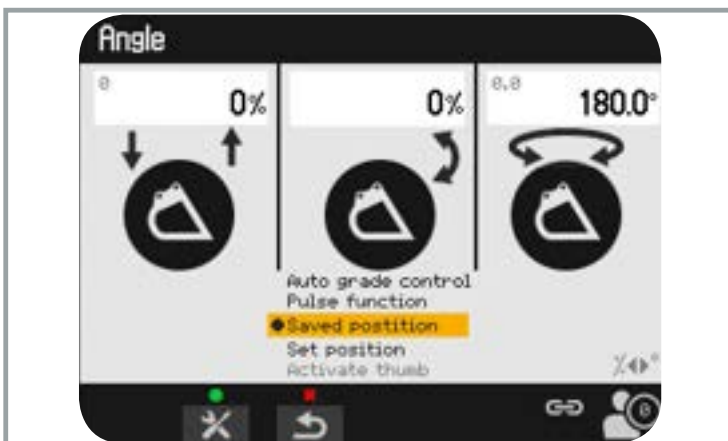 Angle
0 0% 0% 0,0 180.0°
Auto grade control
Pulse function
Saved postition
Set position
Activate thumb
%°
0